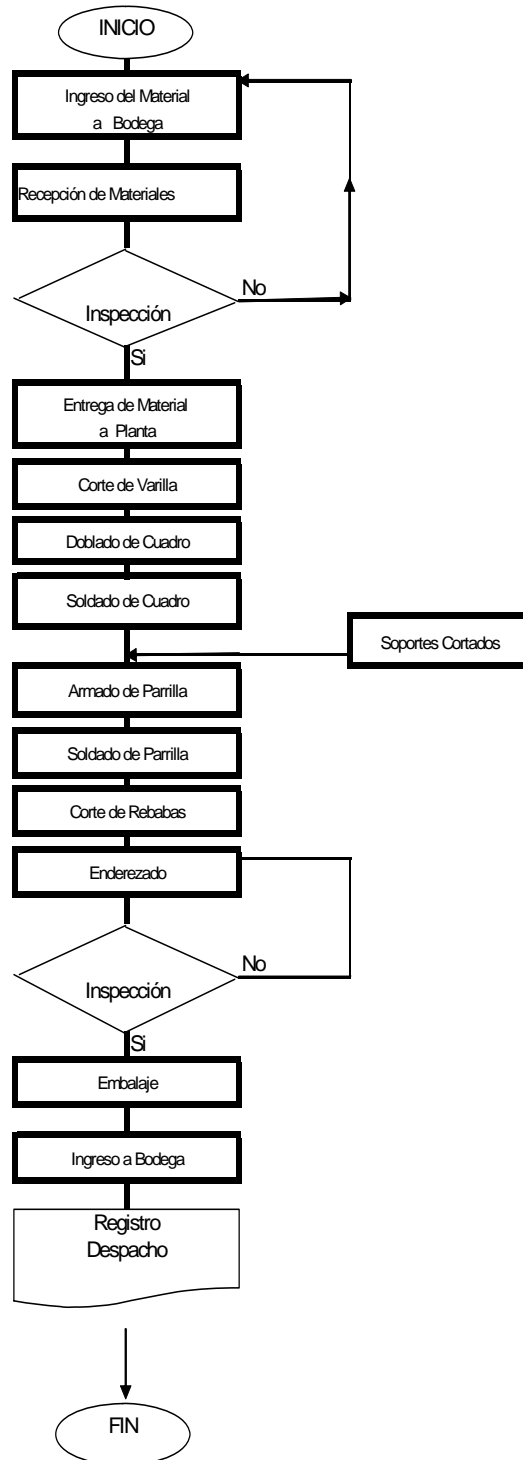 INICIO
Ingreso del Material
a Bodega
Recepción de Materiales
No
Inspección
Si
Entrega de Material
a Planta
Corte de Varilla
Doblado de Cuadro
Soldado de Cuadro
Soportes Cortados
Armado de Parrilla
Soldado de Parrilla
Corte de Rebabas
Enderezado
No
Inspección
Si
Embalaje
Ingreso a Bodega
Registro
Despacho
FIN